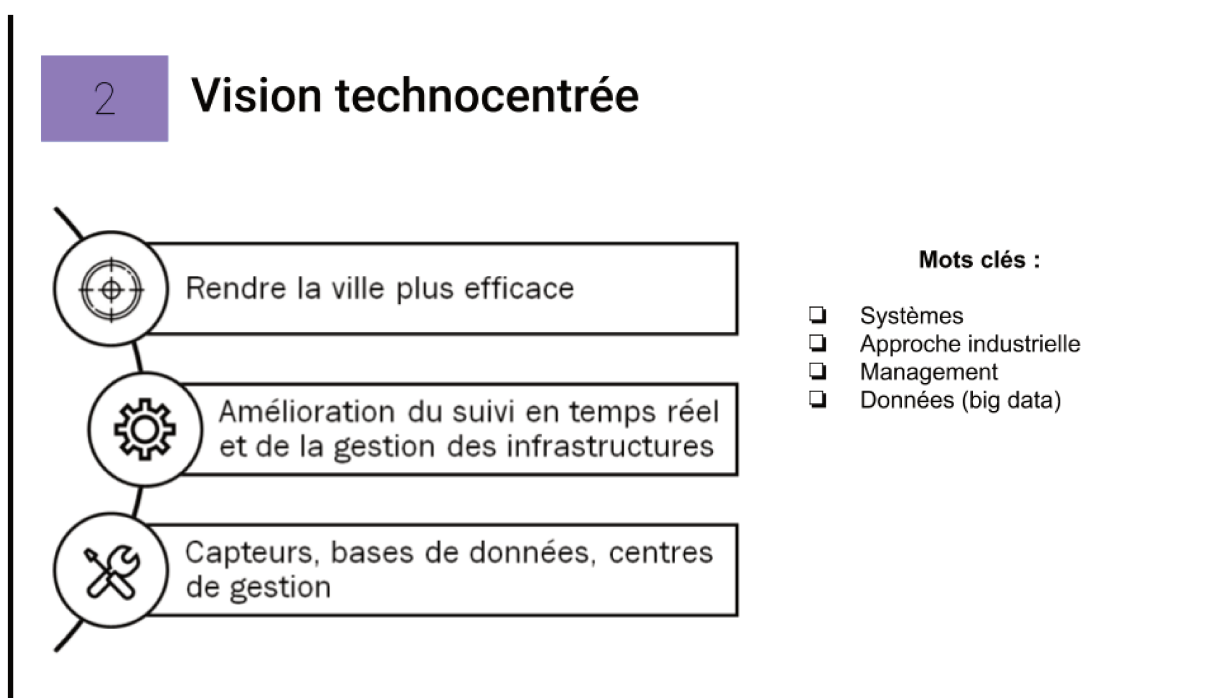 2
Vision technocentrée
Rendre la ville plus efficace
Amélioration du suivi en temps réel
et de la gestion des infrastructures
Capteurs, bases de données, centres
de gestion
Mots clés :
Systèmes
Approche industrielle
Management
Données (big data)